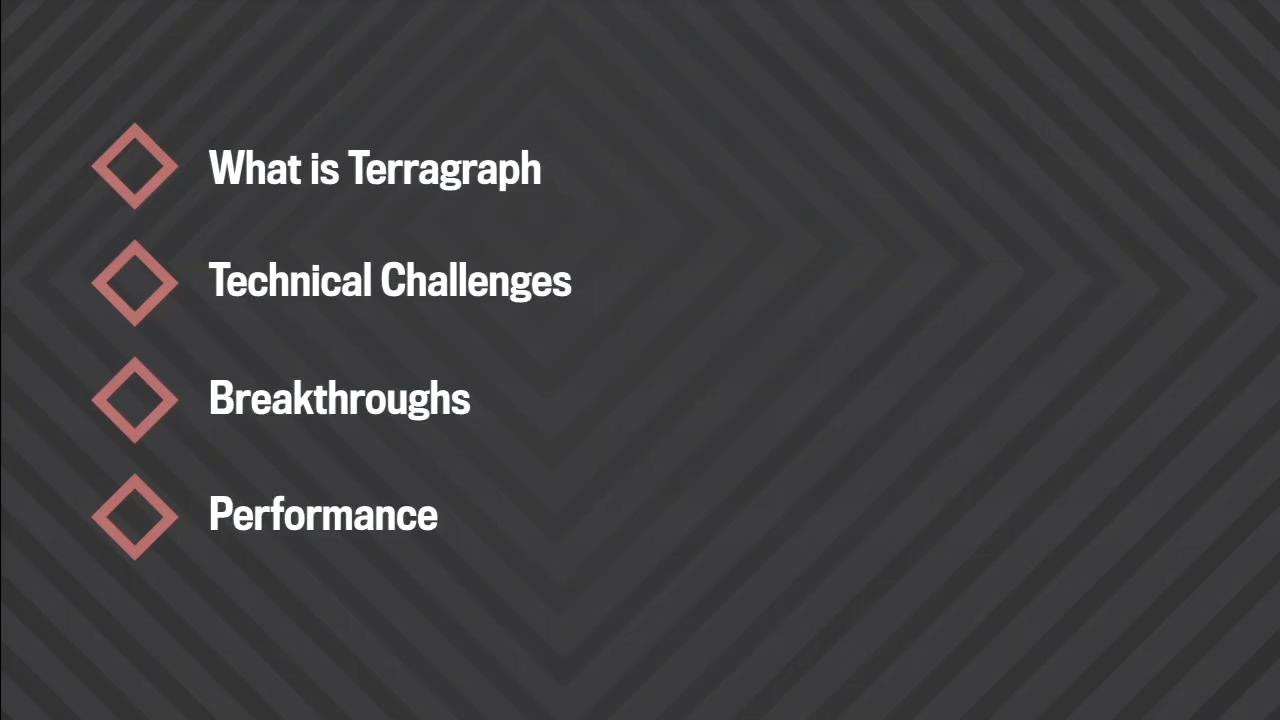 What is Terragraph
Technical Challenges
Breakthroughs
Performance